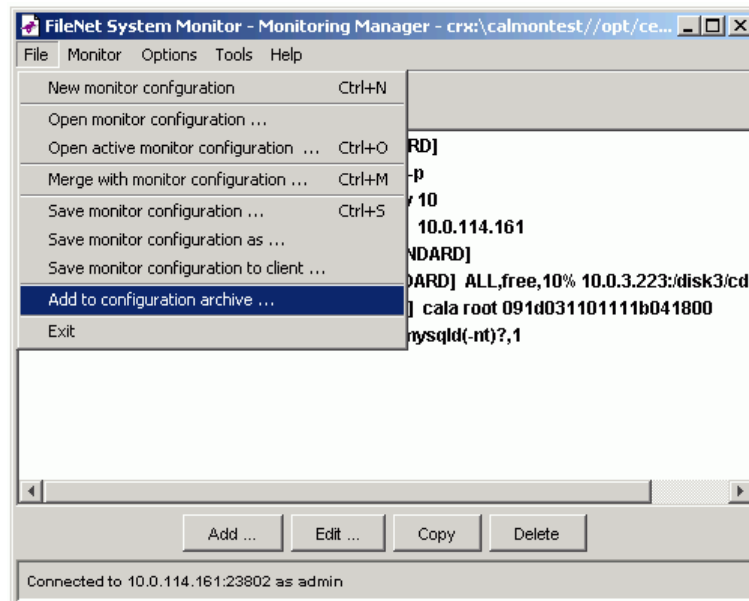 FileNet System Monitor - Monitoring Manager - crx:\calmontest//opt/ce...
File Monitor Options Tools Help
New monitor confguration Ctrl+N
Open monitor configuration ...
Open active monitor configuration ... Ctrl+O
Merge with monitor configuration ... Ctrl+M
Save monitor configuration ... Ctrl+S
Save monitor configuration as ...
Save monitor configuration to client ...
Add to configuration archive ...
Exit
RD]
-p
10
10.0.114.161
NDARD]
DARD] ALL,free,10% 10.0.3.223:/disk3/cd
] cala root 091d031101111b041800
mysqld(-nt)?,1
Add ... Edit ... Copy Delete
Connected to 10.0.114.161:23802 as admin